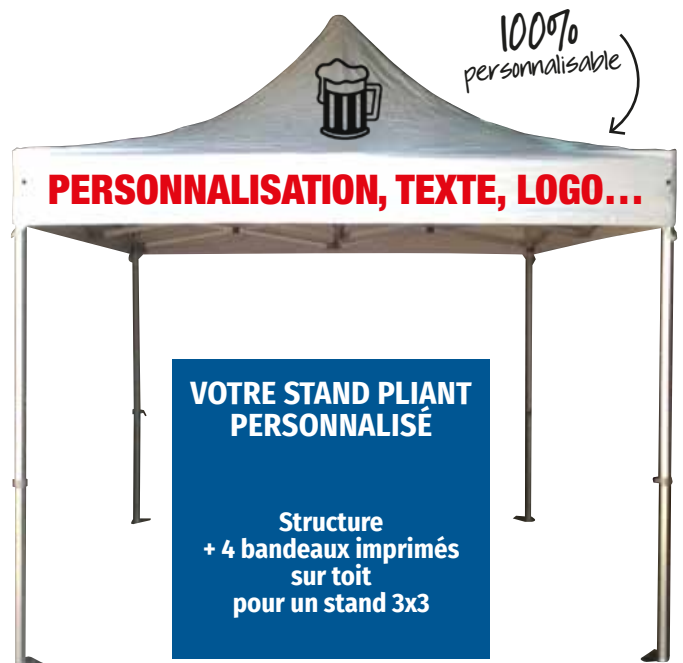 100%
personnalisable
PERSONNALISATION, TEXTE, LOGO...
VOTRE STAND PLIANT
PERSONNALISÉ
Structure
+ 4 bandeaux imprimés
sur toit
pour un stand 3x3